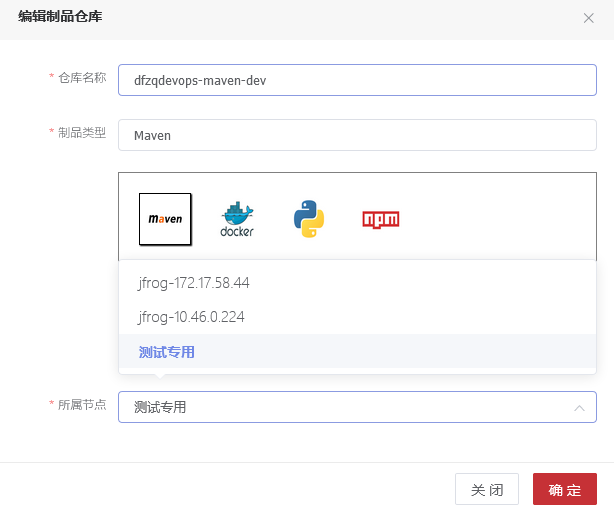 编辑制品仓库
* 仓库名称
dfzqdevops-maven-dev
* 制品类型
Maven
maven
docker
npm
jfrog-172.17.58.44
jfrog-10.46.0.224
测试专用
* 所属节点
测试专用
关 闭
确 定